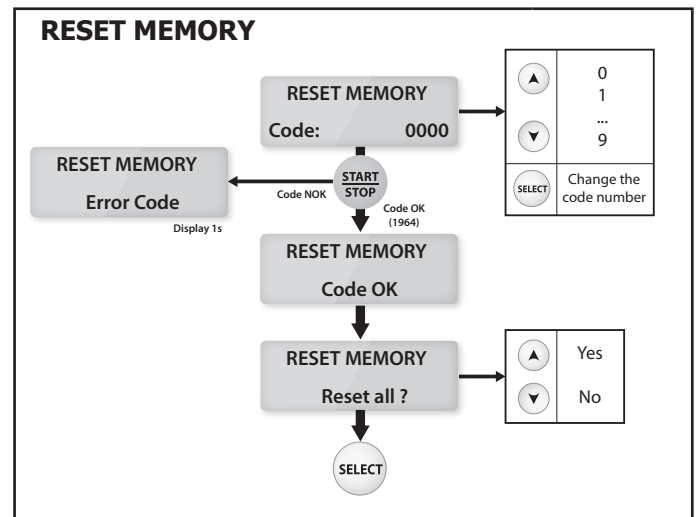 RESET MEMORY
RESET MEMORY
Code: 0000
0
1
...
9
SELECT
Change the
code number
RESET MEMORY
Error Code
Display 1s
Code NOK
START
STOP
Code OK
(1964)
RESET MEMORY
Code OK
RESET MEMORY
Reset all ?
Yes
No
SELECT